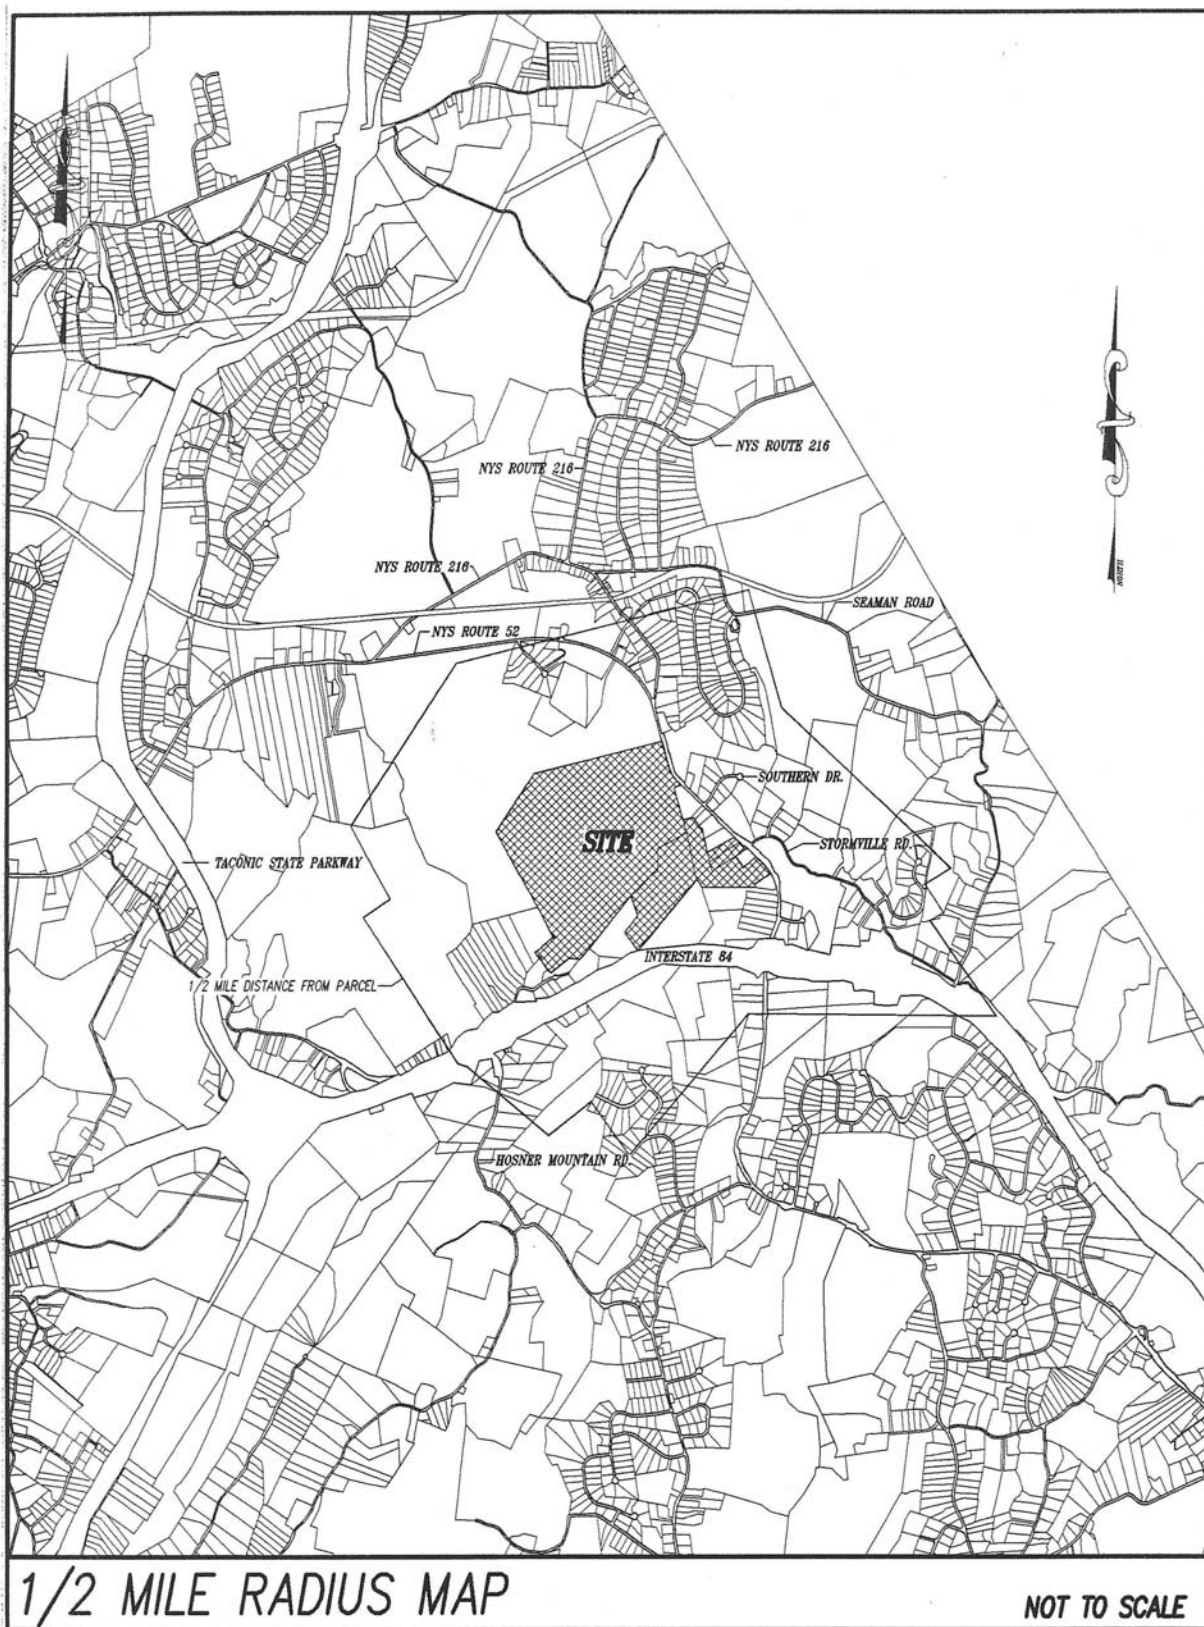 NYS ROUTE 216
NYS ROUTE 216
NYS ROUTE 216
SEAMAN ROAD
NYS ROUTE 52
SOUTHERN DR.
SITE
STORMVILLE RD.
TACONIC STATE PARKWAY
INTERSTATE 84
1/2 MILE DISTANCE FROM PARCEL
HOSNER MOUNTAIN RD.
NORTH
1/2 MILE RADIUS MAP
NOT TO SCALE